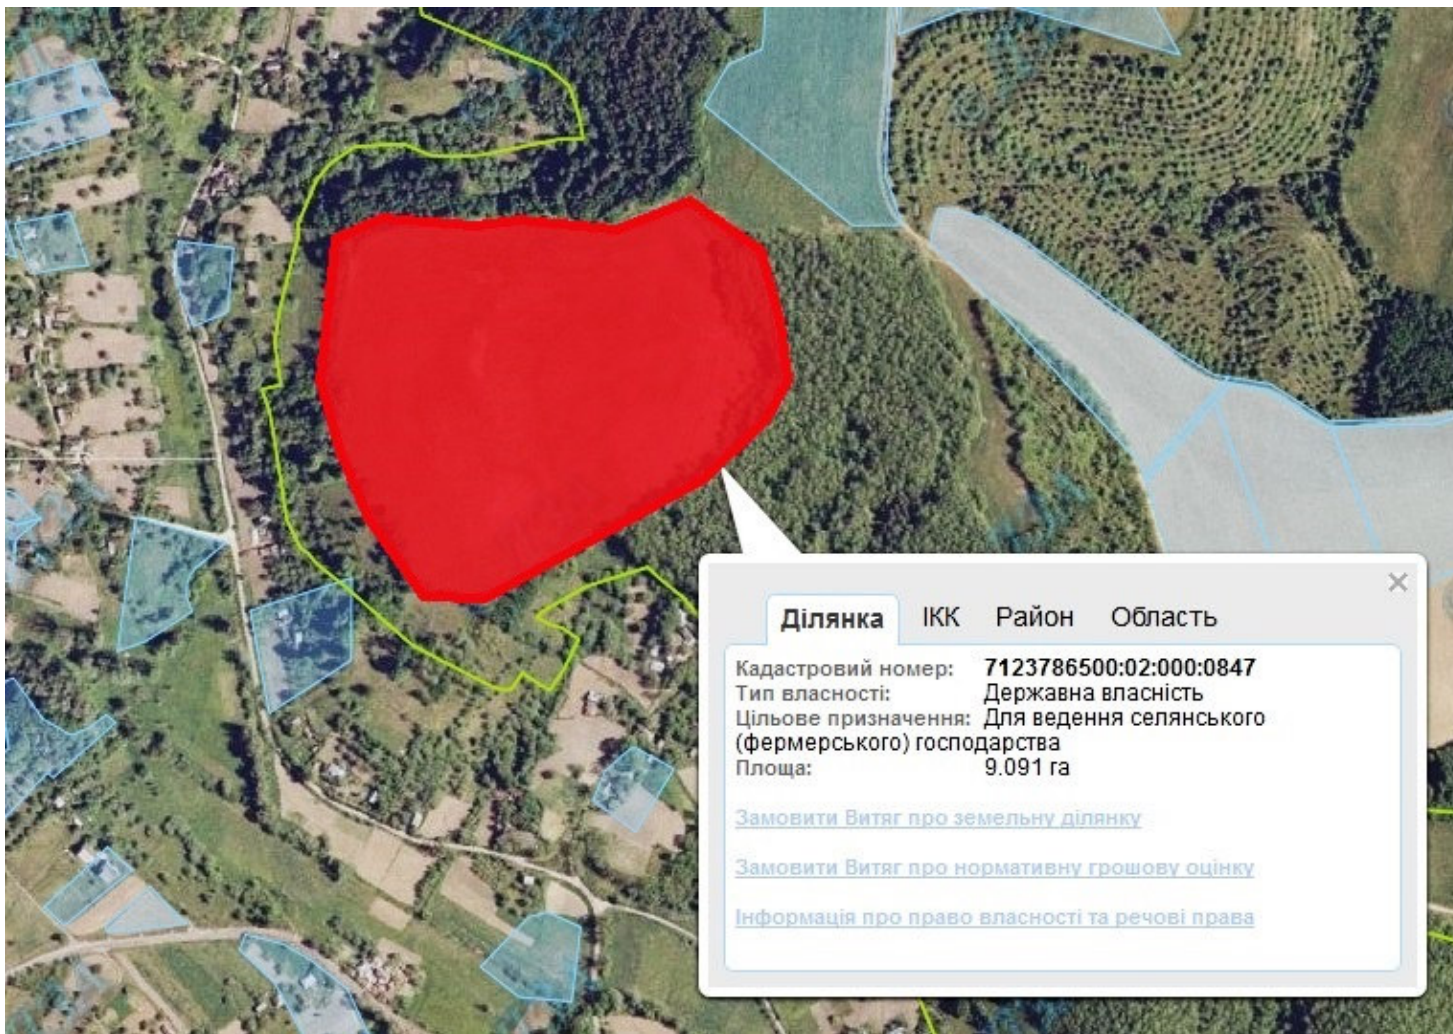 ×
Ділянка ІКК Район Область
Кадастровий номер: 7123786500:02:000:0847
Тип власності: Державна власність
Цільове призначення: Для ведення селянського
(фермерського) господарства
Площа: 9.091 га
Замовити Витяг про земельну ділянку
Замовити Витяг про нормативну грошову оцінку
Інформація про право власності та речові права